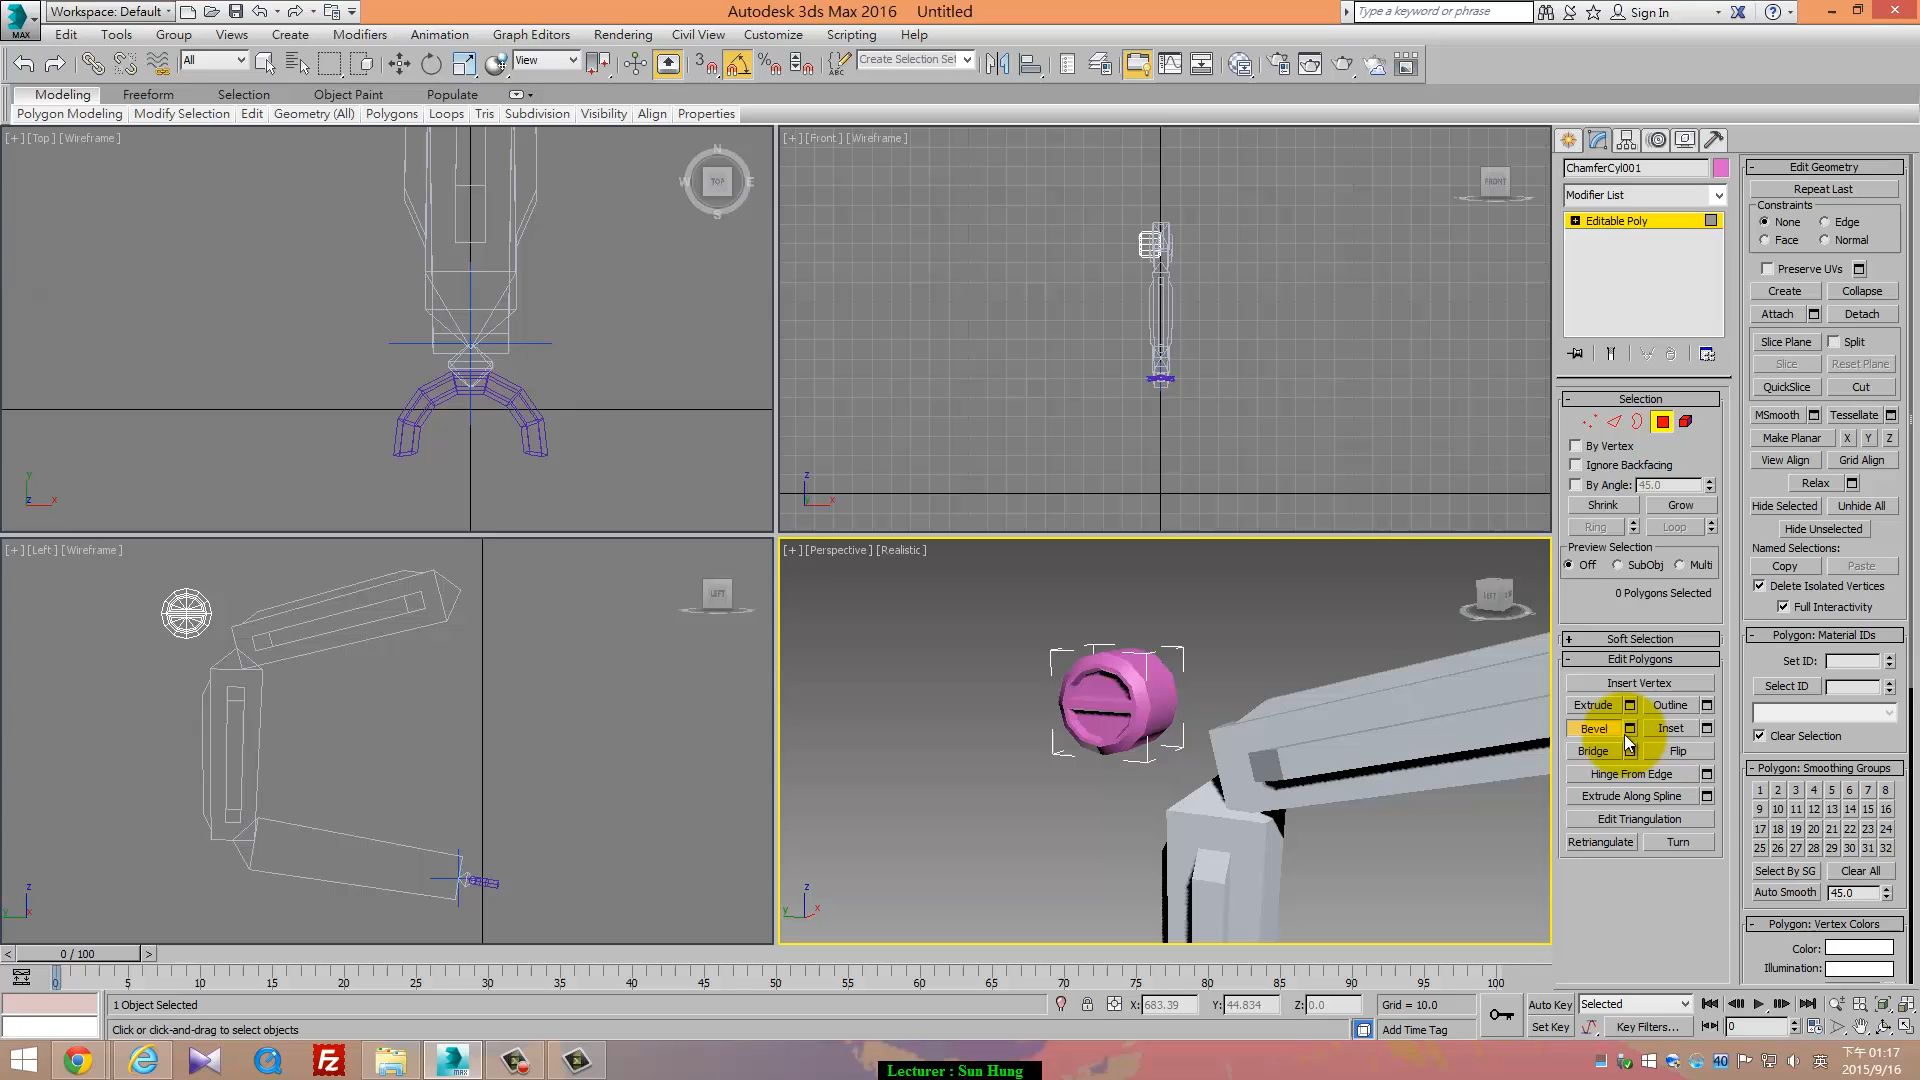 MAX
Workspace: Default
Autodesk 3ds Max 2016 Untitled
Type a keyword or phrase
Sign In
Edit Tools Group Views Create Modifiers Animation Graph Editors Rendering Civil View Customize Scripting Help
All
View
3
%
ABC
Create Selection Set
Modeling Freeform Selection Object Paint Populate
Polygon Modeling Modify Selection Edit Geometry (All) Polygons Loops Tris Subdivision Visibility Align Properties
[+] [Top] [Wireframe]
N
W TOP E
S
y
z x
[+] [Front] [Wireframe]
FRONT
z
x
[+] [Left] [Wireframe]
LEFT
z
y
[+] [Perspective] [Realistic]
LEFT
z
y x
ChamferCyl001
Modifier List
Editable Poly
Selection
By Vertex
Ignore Backfacing
By Angle: 45.0
Shrink Grow
Ring Loop
Preview Selection
Off SubObj Multi
0 Polygons Selected
+ Soft Selection
- Edit Polygons
Insert Vertex
Extrude Outline
Bevel Inset
Bridge Flip
Hinge From Edge
Extrude Along Spline
Edit Triangulation
Retriangulate Turn
- Edit Geometry
Repeat Last
Constraints
None Edge
Face Normal
Preserve UVs
Create Collapse
Attach Detach
Slice Plane Split
Slice Reset Plane
QuickSlice Cut
MSmooth Tessellate
Make Planar X Y Z
View Align Grid Align
Relax
Hide Selected Unhide All
Hide Unselected
Named Selections:
Copy Paste
Delete Isolated Vertices
Full Interactivity
- Polygon: Material IDs
Set ID:
Select ID
Clear Selection
- Polygon: Smoothing Groups
1 2 3 4 5 6 7 8
9 10 11 12 13 14 15 16
17 18 19 20 21 22 23 24
25 26 27 28 29 30 31 32
Select By SG Clear All
Auto Smooth 45.0
- Polygon: Vertex Colors
Color:
Illumination:
< 0 / 100 >
0 5 10 15 20 25 30 35 40 45 50 55 60 65 70 75 80 85 90 95 100
1 Object Selected
X: 683.39 Y: 44.834 Z: 0.0 Grid = 10.0
Auto Key Selected
Click or click-and-drag to select objects
Add Time Tag
Set Key Key Filters...
0
Lecturer : Sun Hung
40
英
下午 01:17
2015/9/16